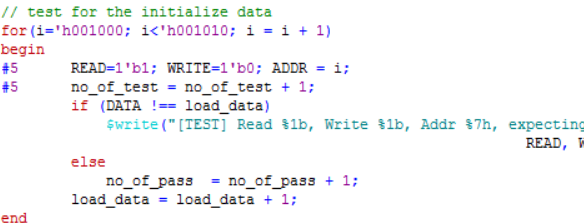 // test for the initialize data
for(i='h001000; i<'h001010; i = i + 1)
begin
#5 READ=1'b1; WRITE=1'b0; ADDR = i;
#5 no_of_test = no_of_test + 1;
if (DATA !== load_data)
$write("[TEST] Read %1b, Write %1b, Addr %7h, expecting
READ, W
else
no_of_pass = no_of_pass + 1;
load_data = load_data + 1;
end